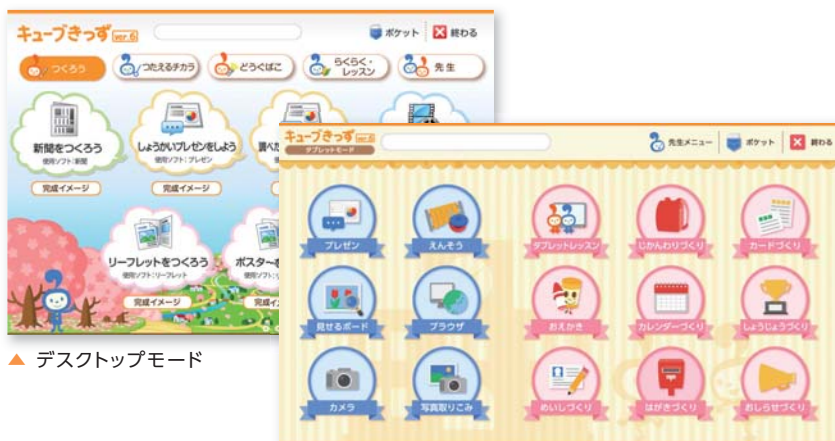 キューブきっず ver.6
ポケット
終わる
つくろう
つたえるチカラ
どうぐばこ
らくらく・レッスン
先生
新聞をつくろう
使用ソフト:新聞
完成イメージ
しょうかいプレゼンをしよう
使用ソフト:プレゼン
完成イメージ
調べ
リーフレットをつくろう
使用ソフト:リーフレット
完成イメージ
ポスター
完成イ
▲ デスクトップモード
キューブきっず ver.6
タブレットモード
先生メニュー
ポケット
終わる
プレゼン
えんそう
タブレットレッスン
じかんわりづくり
カードづくり
見せるボード
ブラウザ
おえかき
カレンダーづくり
しょうじょうづくり
カメラ
写真取りこみ
めいしづくり
はがきづくり
おしらせづくり